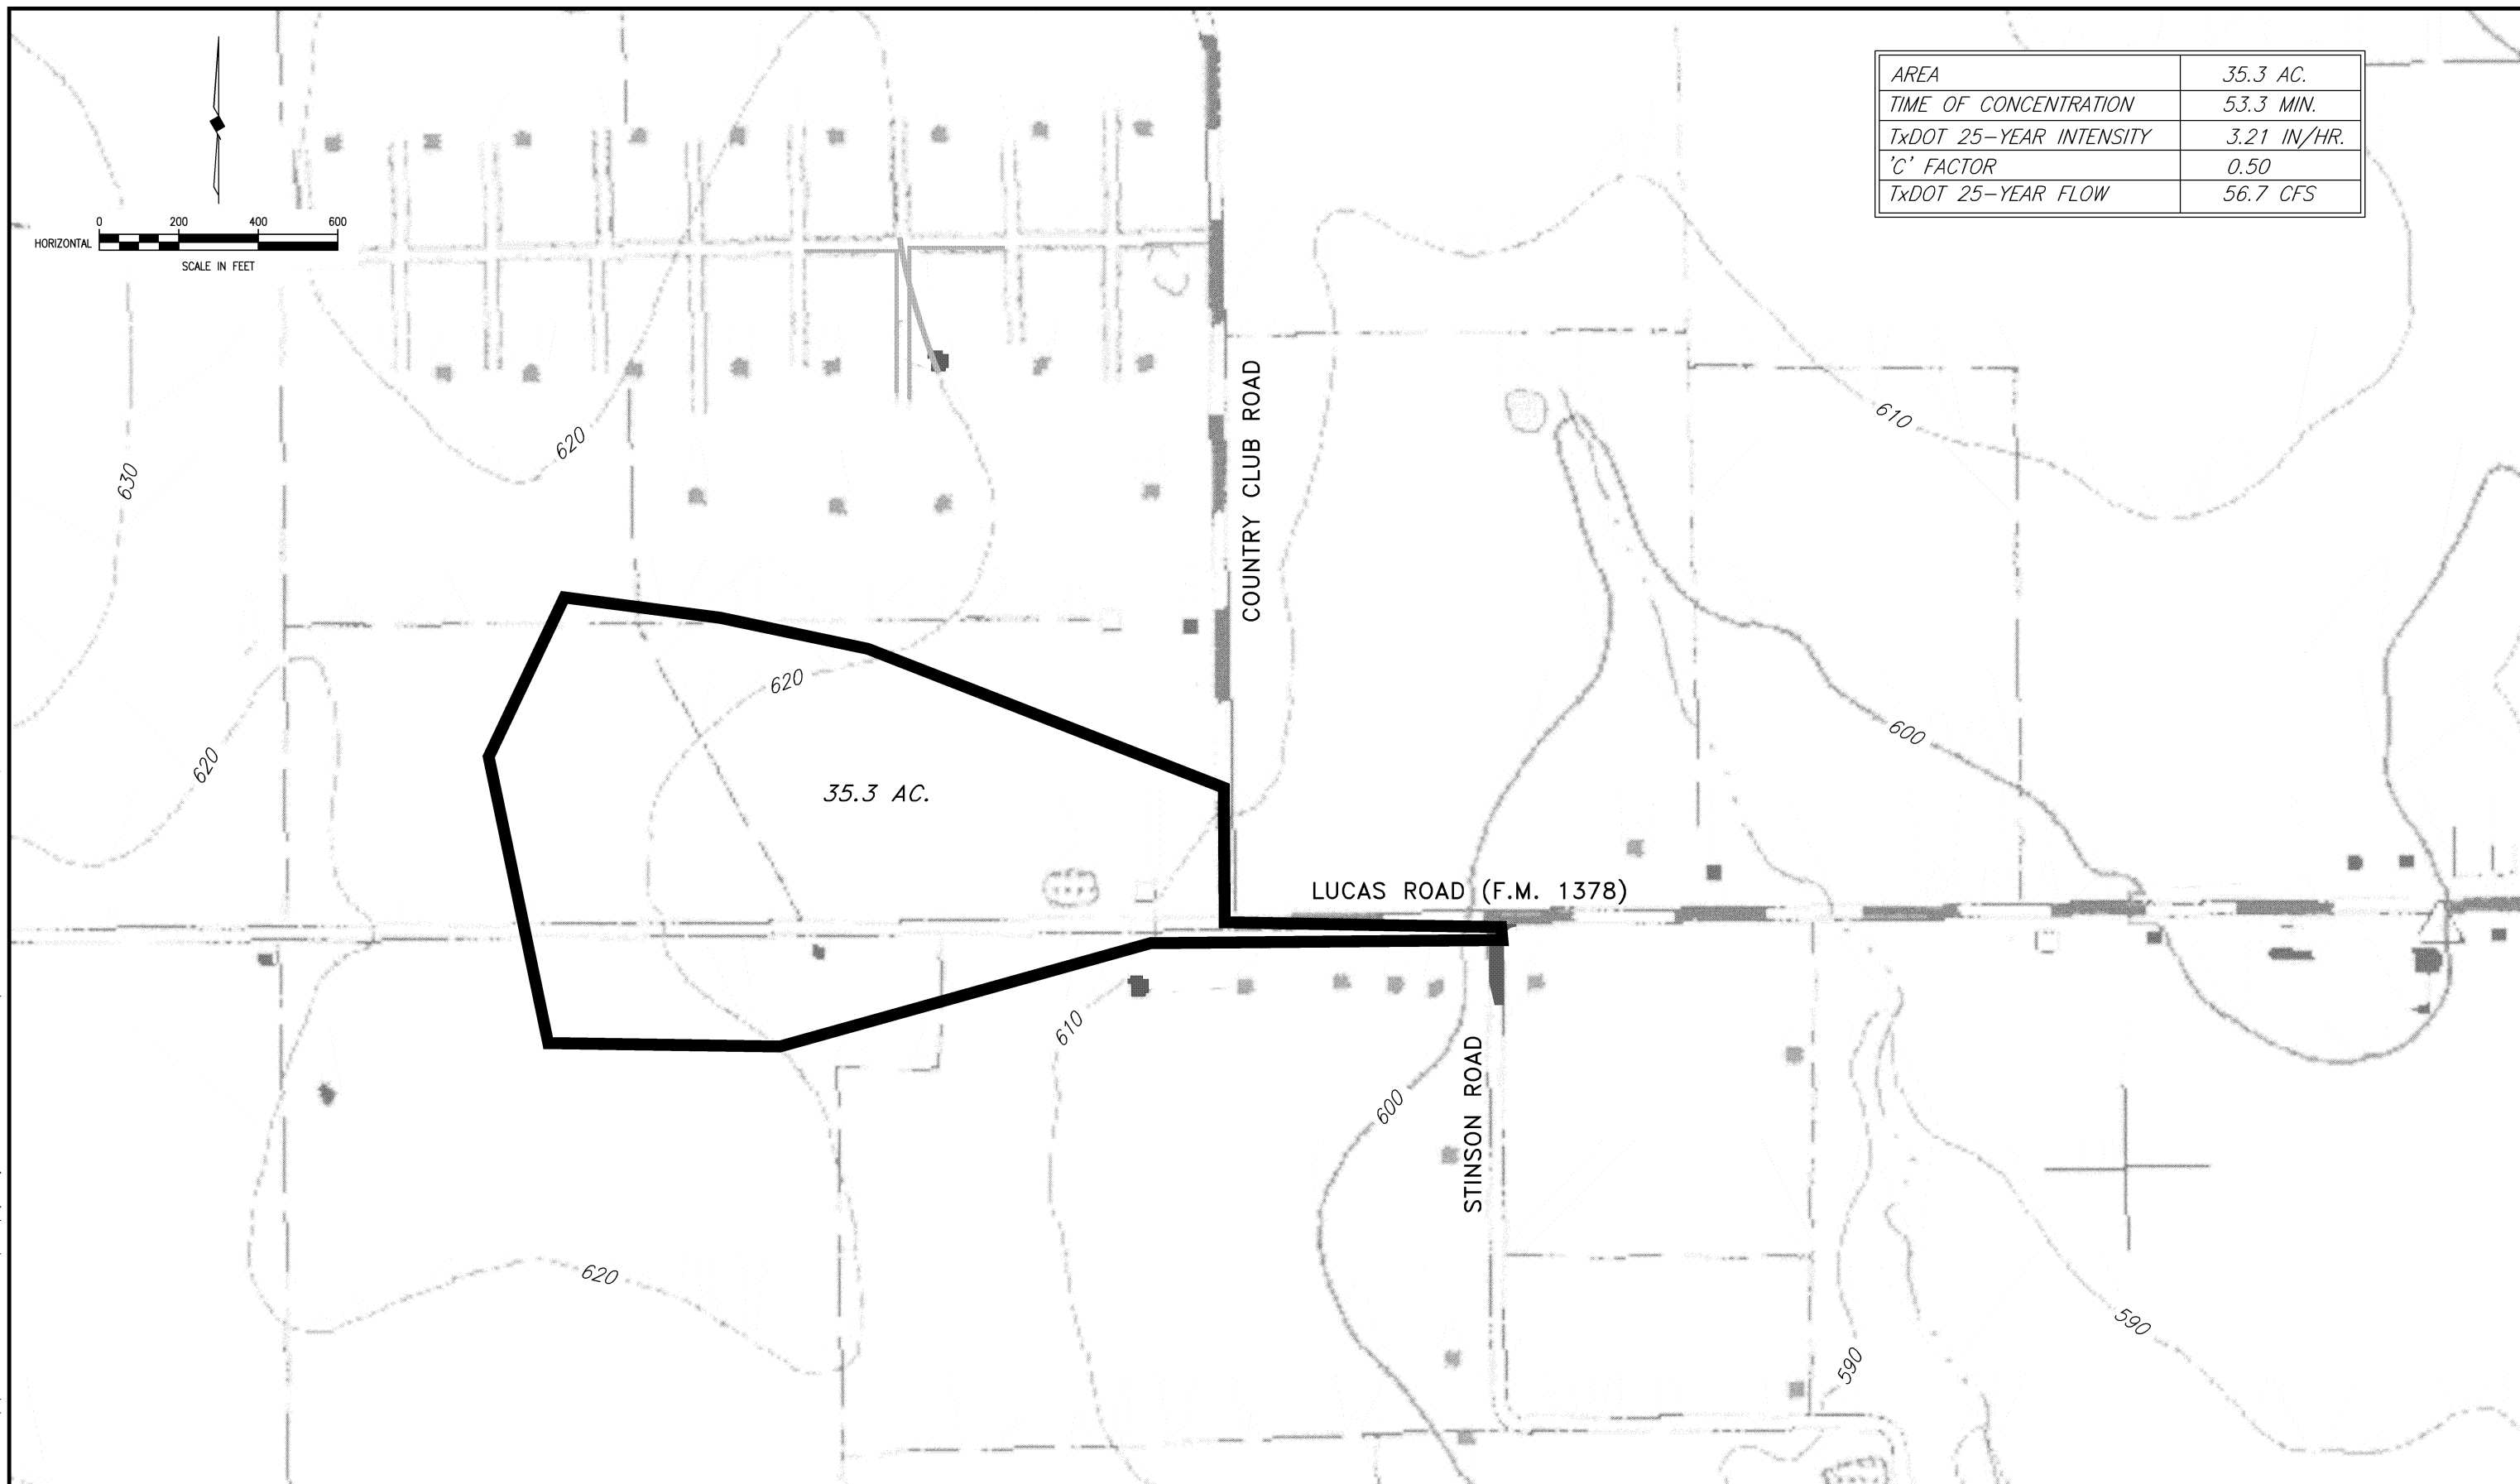 AREA 35.3 AC.
TIME OF CONCENTRATION 53.3 MIN.
TxDOT 25-YEAR INTENSITY 3.21 IN/HR.
'C' FACTOR 0.50
TxDOT 25-YEAR FLOW 56.7 CFS
0 200 400 600
HORIZONTAL
SCALE IN FEET
COUNTRY CLUB ROAD
610
620
630
620
620
600
35.3 AC.
LUCAS ROAD (F.M. 1378)
610
600
STINSON ROAD
620
590
590